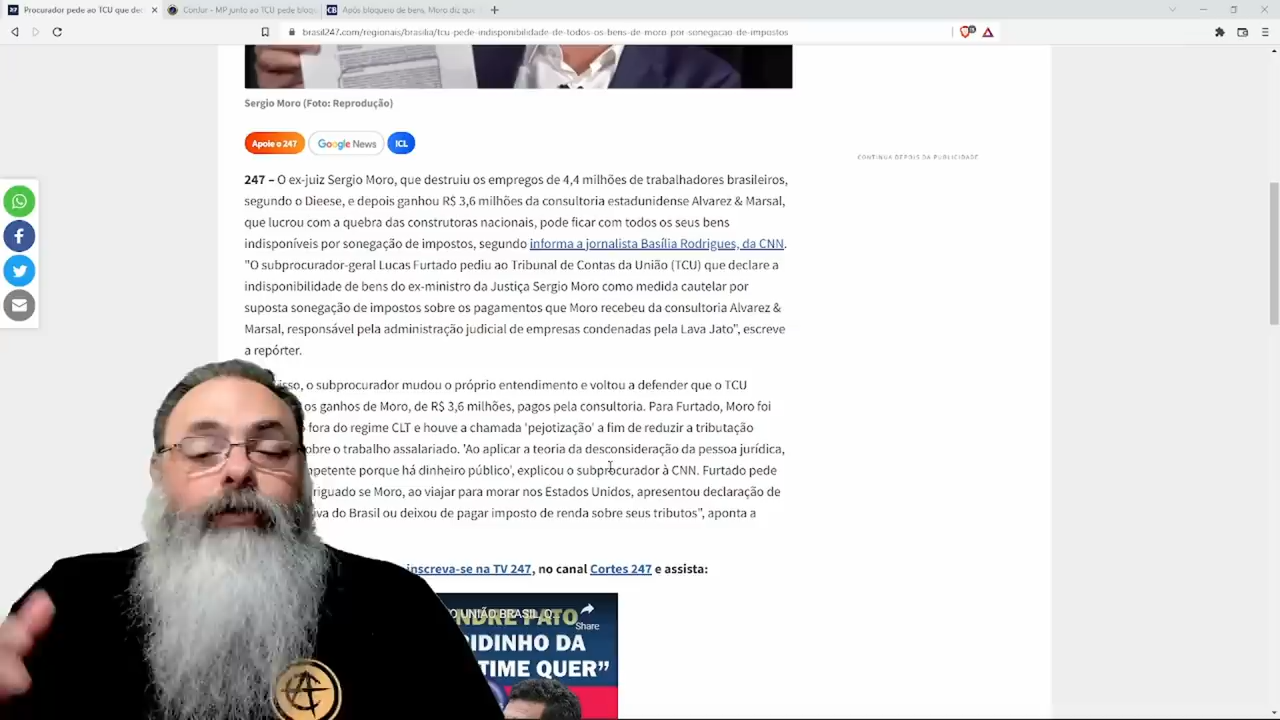 Procurador pede ao TCU que de
ConJur - MP junto ao TCU pede bloq
Após bloqueio de bens, Moro diz que
brasil247.com/regionais/brasilia/tcu-pede-indisponibilidade-de-todos-os-bens-de-moro-por-sonegacao-de-impostos
Sergio Moro (Foto: Reprodução)
Apoie o 247
Google News
ICL
CONTINUA DEPOIS DA PUBLICIDADE
247 – O ex-juiz Sergio Moro, que destruiu os empregos de 4,4 milhões de trabalhadores brasileiros,
segundo o Dieese, e depois ganhou R$ 3,6 milhões da consultoria estadunidense Alvarez & Marsal,
que lucrou com a quebra das construtoras nacionais, pode ficar com todos os seus bens
indisponíveis por sonegação de impostos, segundo informa a jornalista Basília Rodrigues, da CNN.
"O subprocurador-geral Lucas Furtado pediu ao Tribunal de Contas da União (TCU) que declare a
indisponibilidade de bens do ex-ministro da Justiça Sergio Moro como medida cautelar por
suposta sonegação de impostos sobre os pagamentos que Moro recebeu da consultoria Alvarez &
Marsal, responsável pela administração judicial de empresas condenadas pela Lava Jato", escreve
a repórter.
isso, o subprocurador mudou o próprio entendimento e voltou a defender que o TCU
os ganhos de Moro, de R$ 3,6 milhões, pagos pela consultoria. Para Furtado, Moro foi
fora do regime CLT e houve a chamada 'pejotização' a fim de reduzir a tributação
obre o trabalho assalariado. 'Ao aplicar a teoria da desconsideração da pessoa jurídica,
mpetente porque há dinheiro público', explicou o subprocurador à CNN. Furtado pede
riguado se Moro, ao viajar para morar nos Estados Unidos, apresentou declaração de
iva do Brasil ou deixou de pagar imposto de renda sobre seus tributos", aponta a
inscreva-se na TV 247, no canal Cortes 247 e assista:
O UNIÃO BRASIL, O...
NDRE PATO
Share
IDINHO DA
TIME QUER”